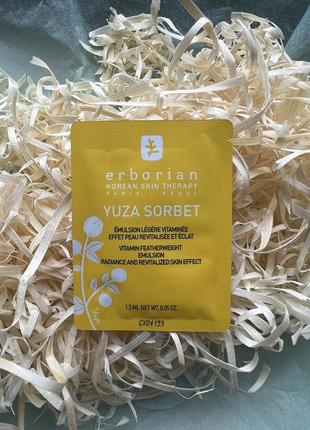 erborian
KOREAN SKIN THERAPY
PARIS - SEOUL
YUZA SORBET
ÉMULSION LÉGÈRE VITAMINÉE
EFFET PEAU REVITALISÉE ET ÉCLAT
VITAMIN FEATHERWEIGHT
EMULSION
RADIANCE AND REVITALIZED SKIN EFFECT
1.5 ML NET WT. 0.05 OZ.
CX04159